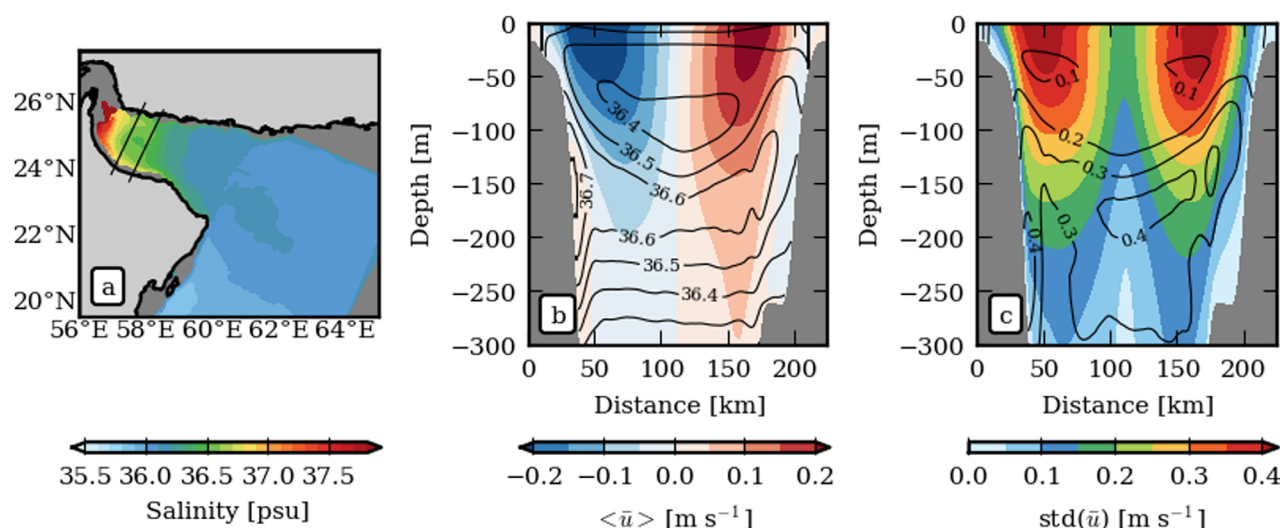 26°N
24°N
22°N
20°N
56°E 58°E 60°E 62°E 64°E
a
35.5 36.0 36.5 37.0 37.5
Salinity [psu]
Depth [m]
0
−50
−100
−150
−200
−250
−300
36.4
36.5
36.6
36.7
36.6
36.5
36.4
b
0 50 100 150 200
Distance [km]
−0.2 −0.1 0.0 0.1 0.2
<ū> [m s⁻¹]
Depth [m]
0
−50
−100
−150
−200
−250
−300
0.1 0.1
0.2
0.3
0.3
0.4
0.4
c
0 50 100 150 200
Distance [km]
0.0 0.1 0.2 0.3 0.4
std(ū) [m s⁻¹]